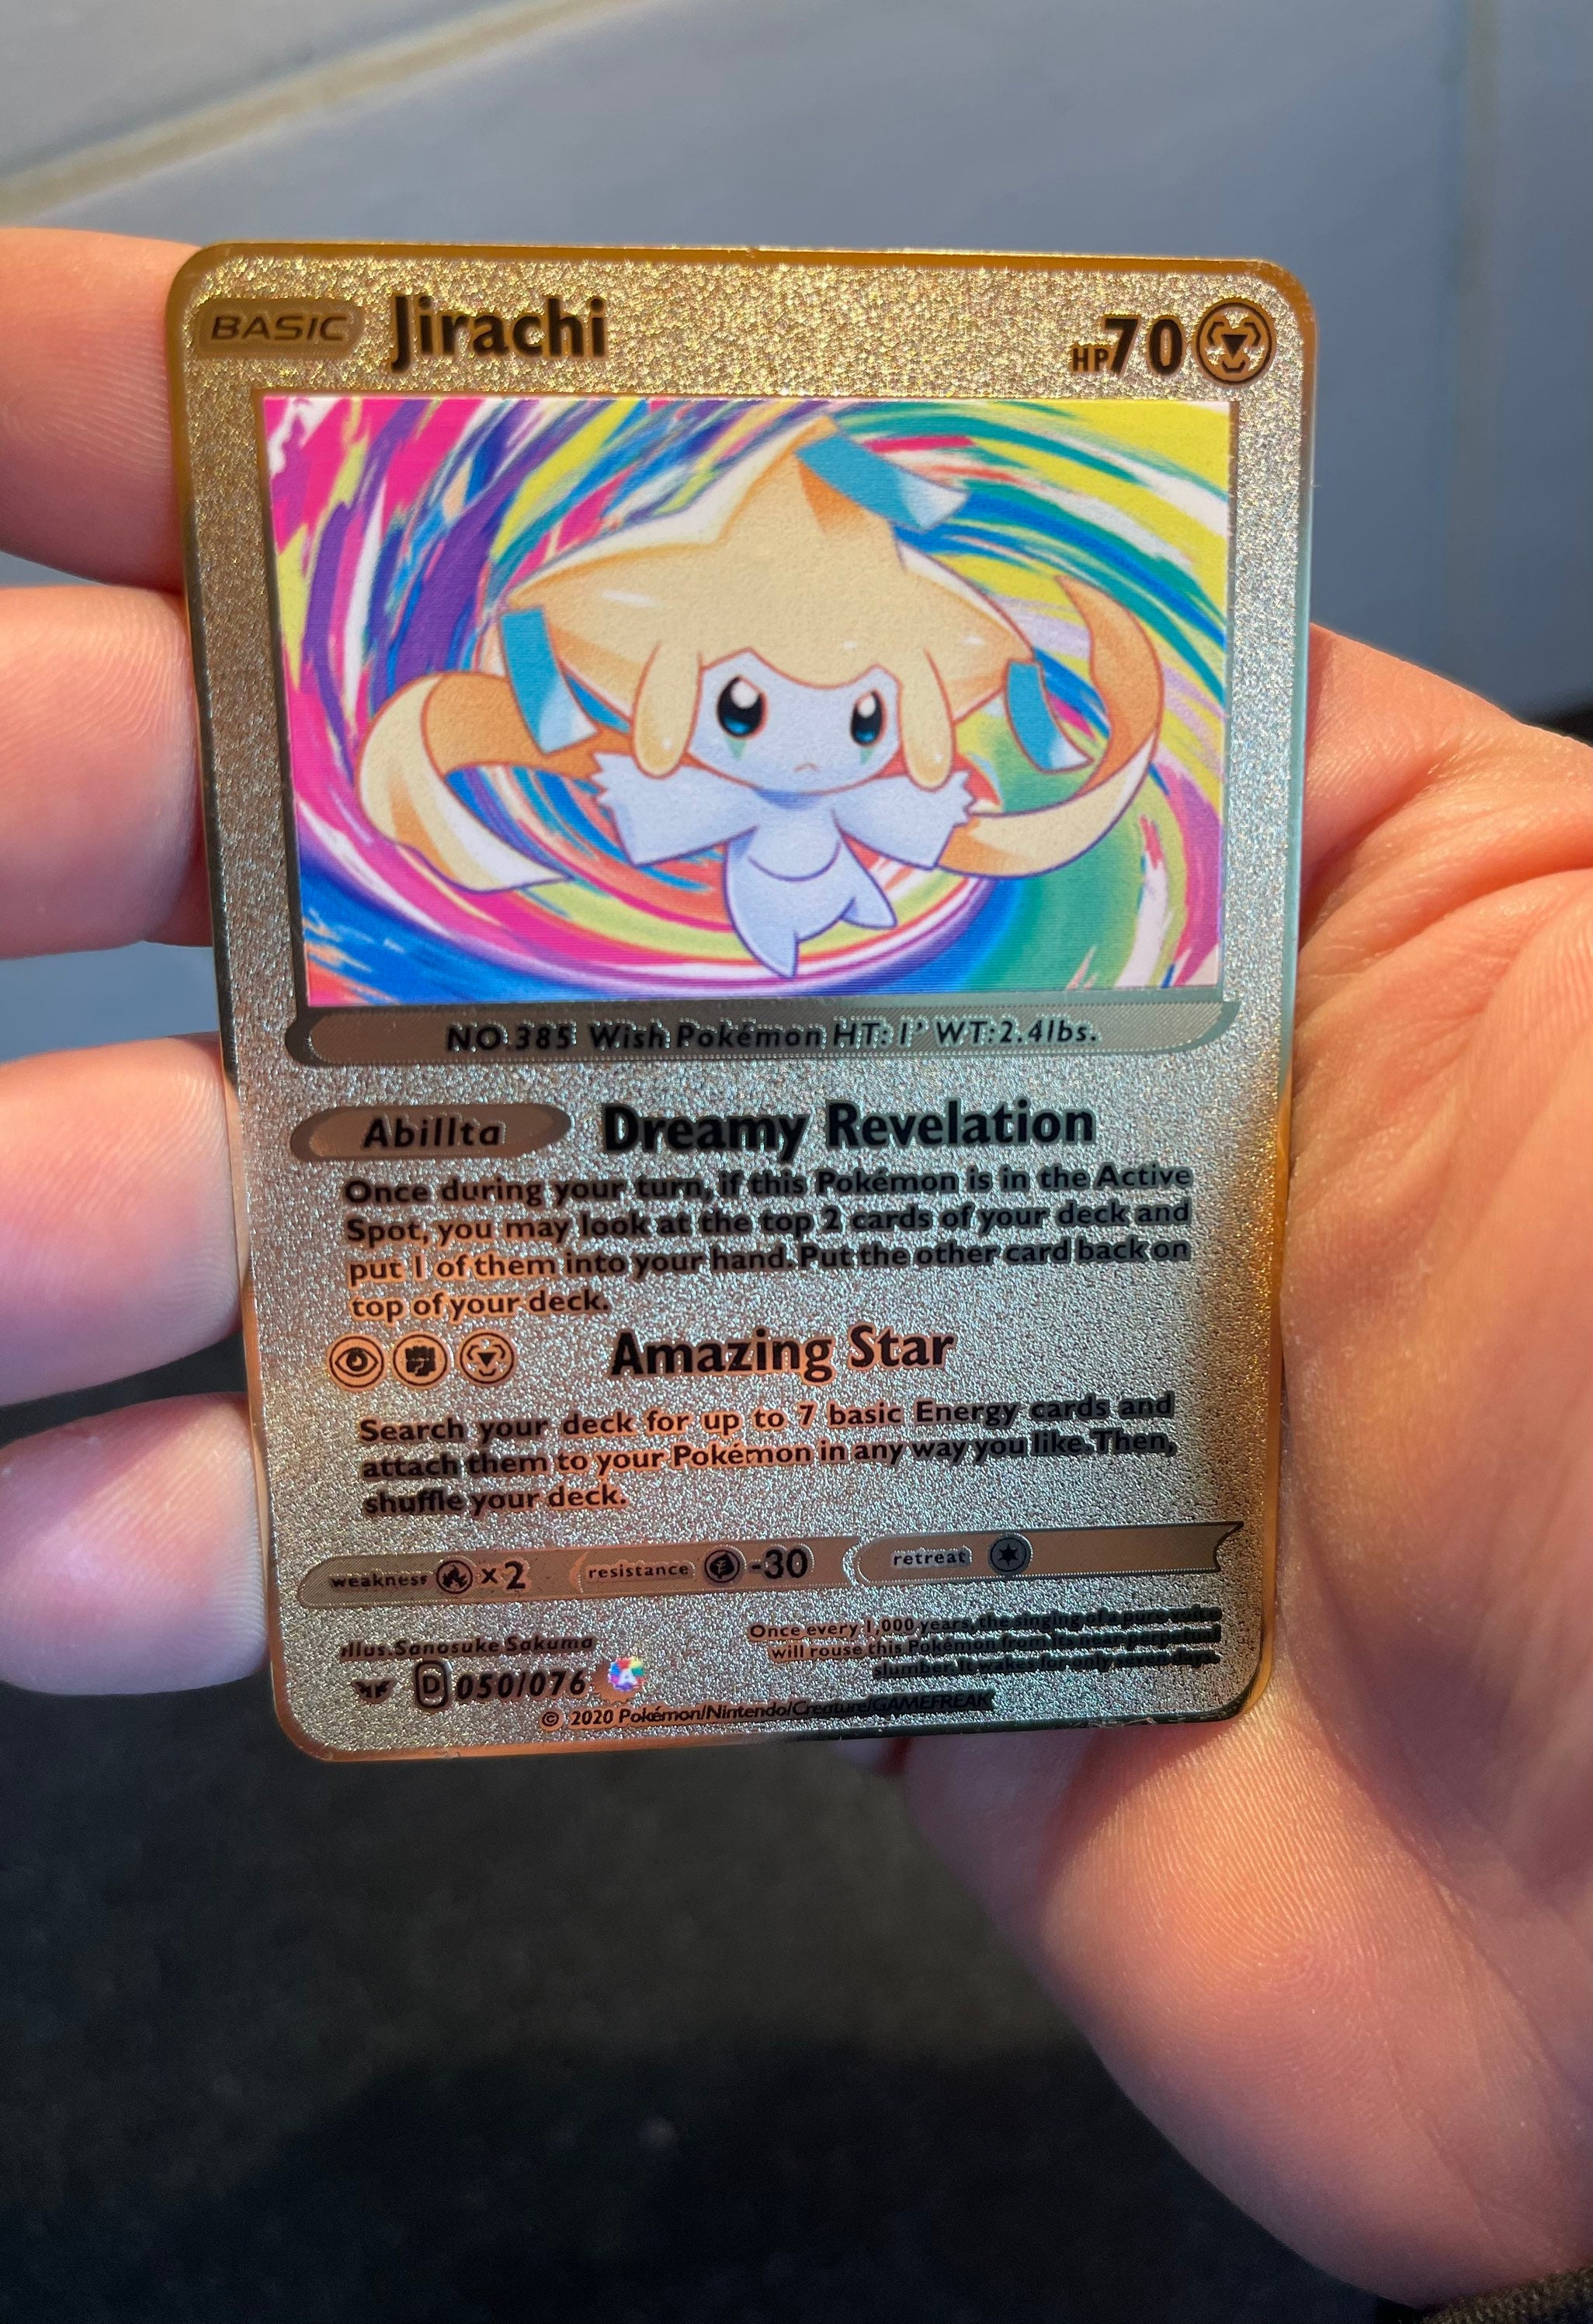 BASIC Jirachi HP70
NO.385 Wish Pokémon HT:1' WT:2.4lbs.
Abillta Dreamy Revelation
Once during your turn, if this Pokémon is in the Active
Spot, you may look at the top 2 cards of your deck and
put 1 of them into your hand.Put the other card back on
top of your deck.
Amazing Star
Search your deck for up to 7 basic Energy cards and
attach them to your Pokémon in any way you like.Then,
shuffle your deck.
weakness x2 resistance -30 retreat
Once every 1,000 years, the singing of a pure voice
will rouse this Pokémon from its near-perpetual
slumber. It wakes for only seven days.
Illus.Sanosuke Sakuma
D 050/076 A
© 2020 Pokémon/Nintendo/Creature/GAMEFREAK